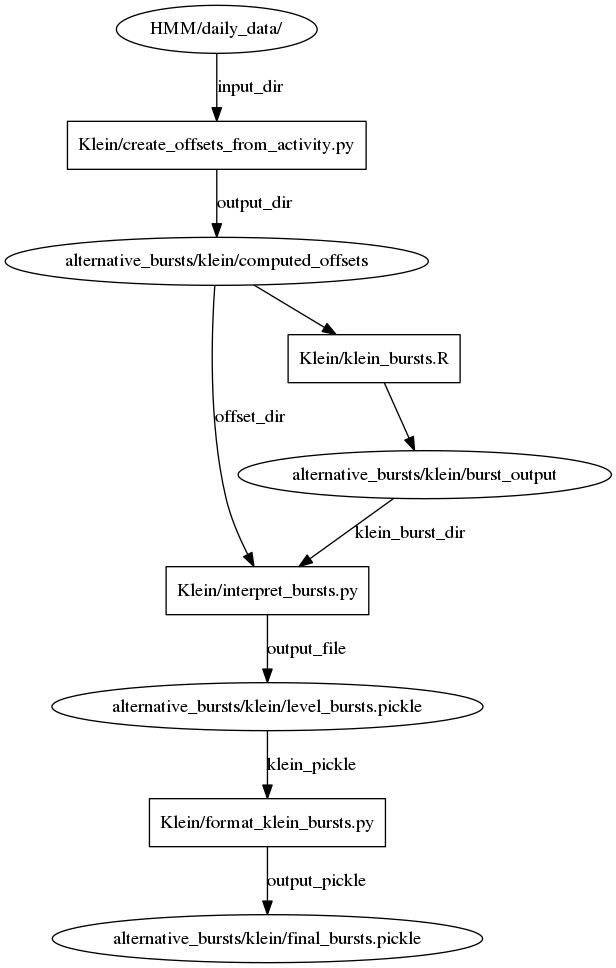 HMM/daily_data/
input_dir
Klein/create_offsets_from_activity.py
output_dir
alternative_bursts/klein/computed_offsets
Klein/klein_bursts.R
offset_dir
alternative_bursts/klein/burst_output
klein_burst_dir
Klein/interpret_bursts.py
output_file
alternative_bursts/klein/level_bursts.pickle
klein_pickle
Klein/format_klein_bursts.py
output_pickle
alternative_bursts/klein/final_bursts.pickle